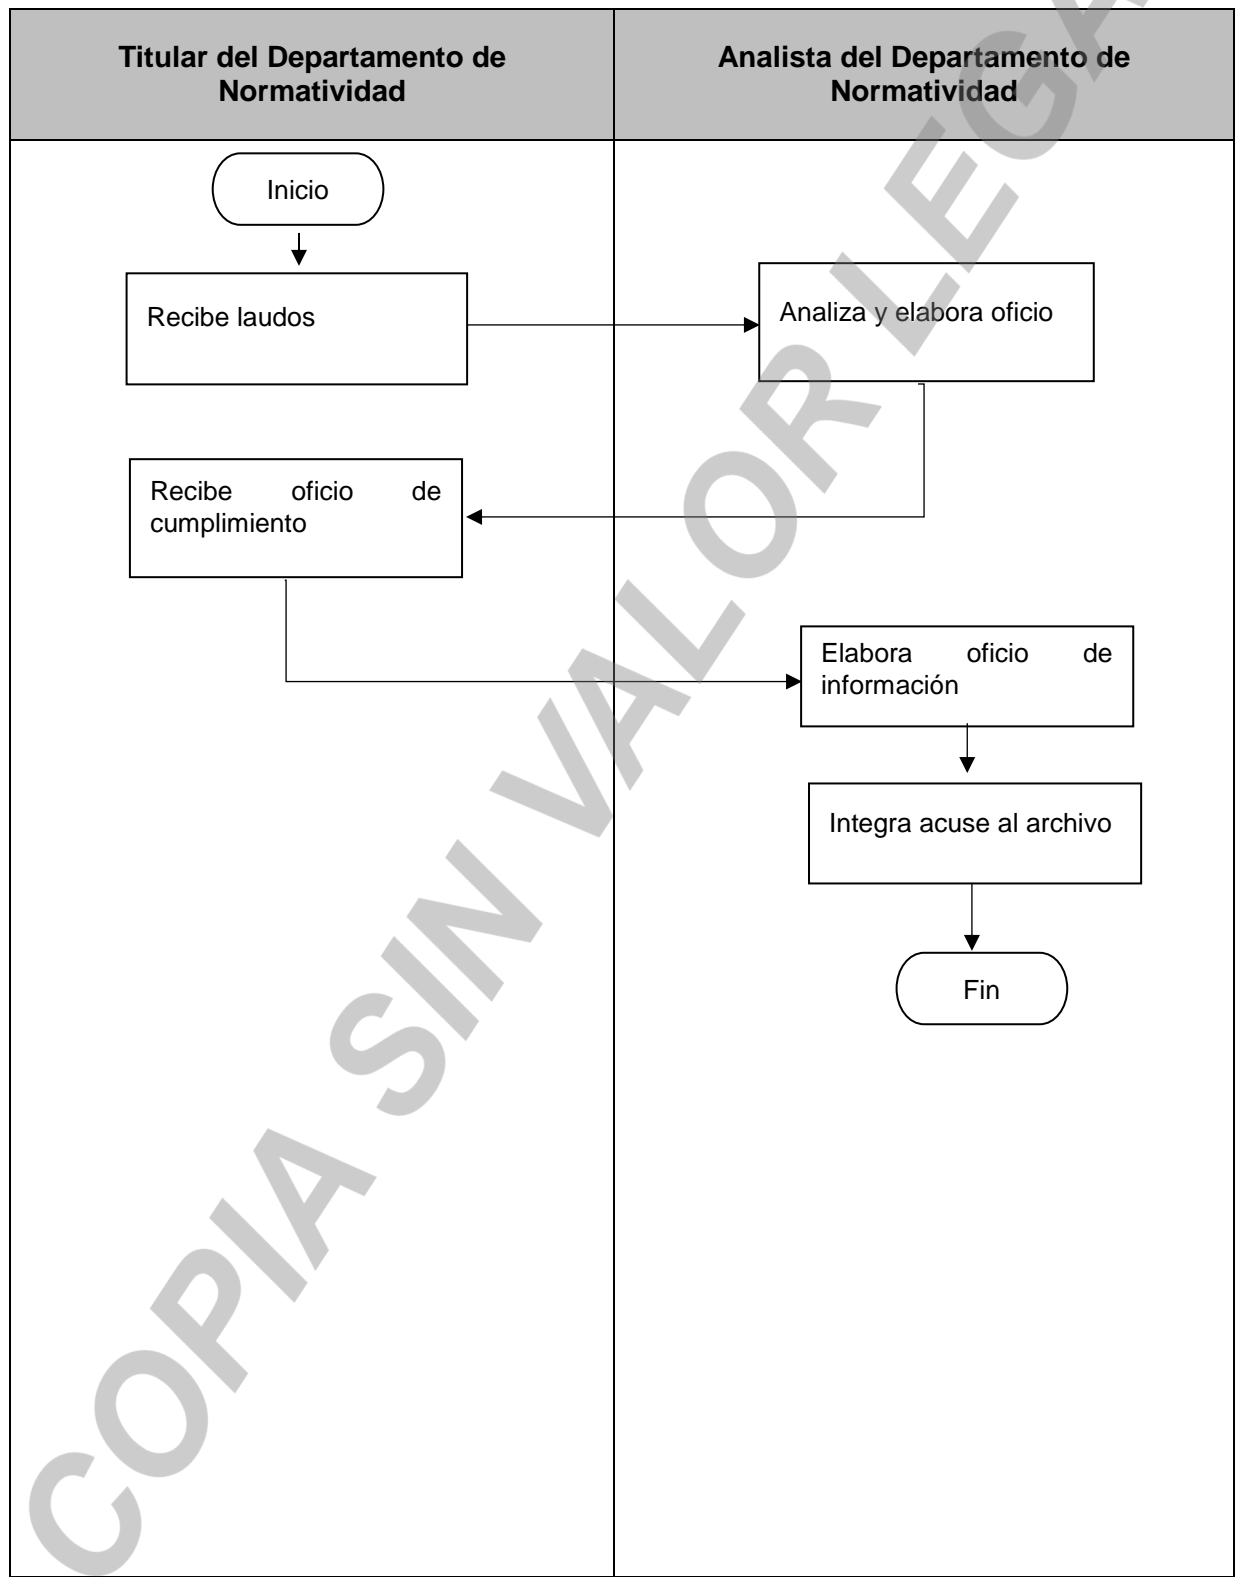 Titular del Departamento de
Normatividad
Analista del Departamento de
Normatividad
Inicio
Recibe laudos
Analiza y elabora oficio
Recibe oficio de
cumplimiento
Elabora oficio de
información
Integra acuse al archivo
Fin
COPIA SIN VALOR LEGA